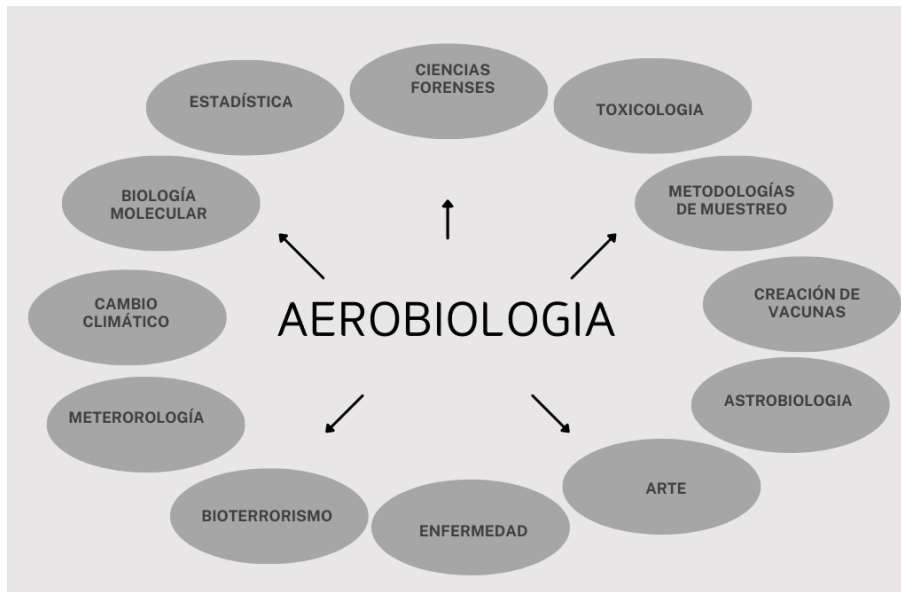 CIENCIAS
FORENSES
ESTADÍSTICA
TOXICOLOGIA
BIOLOGÍA
MOLECULAR
METODOLOGÍAS
DE MUESTREO
CAMBIO
CLIMÁTICO
AEROBIOLOGIA
CREACIÓN DE
VACUNAS
METEROROLOGÍA
ASTROBIOLOGIA
BIOTERRORISMO
ENFERMEDAD
ARTE